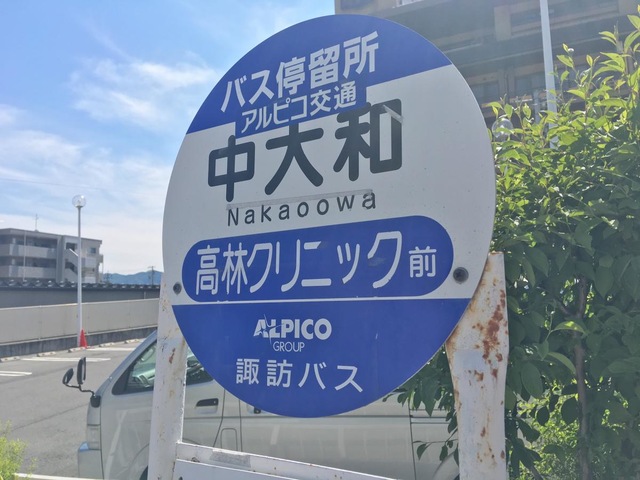 バス停留所
アルピコ交通
中大和
Nakaoowa
高林クリニック前
ALPICO
GROUP
諏訪バス